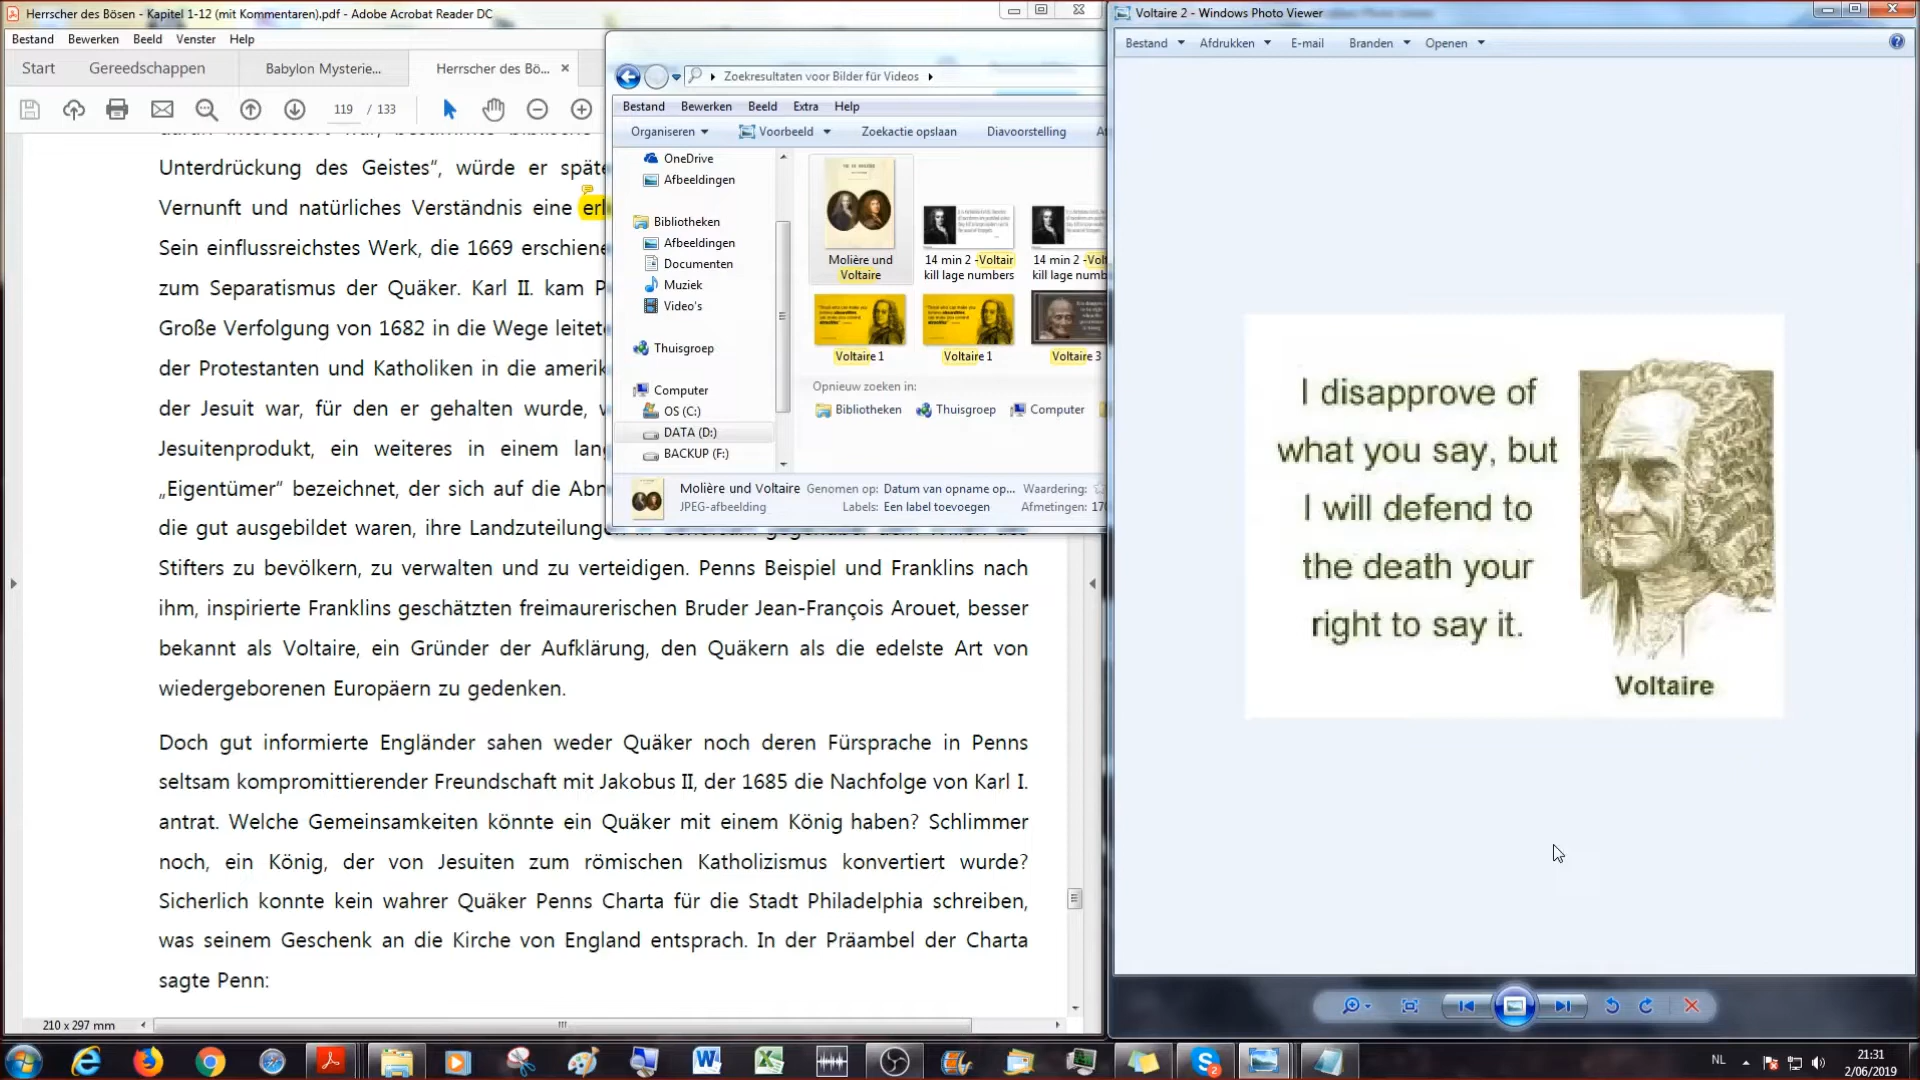 Herrscher des Bösen - Kapitel 1-12 (mit Kommentaren).pdf - Adobe Acrobat Reader DC
Bestand Bewerken Beeld Venster Help
Start Gereedschappen Babylon Mysterie... Herrscher des Bö...
119 / 133
Unterdrückung des Geistes“, würde er späte
Vernunft und natürliches Verständnis eine erl
Sein einflussreichstes Werk, die 1669 erschiene
zum Separatismus der Quäker. Karl II. kam P
Große Verfolgung von 1682 in die Wege leitete
der Protestanten und Katholiken in die amerik
der Jesuit war, für den er gehalten wurde, w
Jesuitenprodukt, ein weiteres in einem lang
„Eigentümer“ bezeichnet, der sich auf die Abn
die gut ausgebildet waren, ihre Landzuteilung
Stifters zu bevölkern, zu verwalten und zu verteidigen. Penns Beispiel und Franklins nach
ihm, inspirierte Franklins geschätzten freimaurerischen Bruder Jean-François Arouet, besser
bekannt als Voltaire, ein Gründer der Aufklärung, den Quäkern als die edelste Art von
wiedergeborenen Europäern zu gedenken.
Doch gut informierte Engländer sahen weder Quäker noch deren Fürsprache in Penns
seltsam kompromittierender Freundschaft mit Jakobus II, der 1685 die Nachfolge von Karl I.
antrat. Welche Gemeinsamkeiten könnte ein Quäker mit einem König haben? Schlimmer
noch, ein König, der von Jesuiten zum römischen Katholizismus konvertiert wurde?
Sicherlich konnte kein wahrer Quäker Penns Charta für die Stadt Philadelphia schreiben,
was seinem Geschenk an die Kirche von England entsprach. In der Präambel der Charta
sagte Penn:
210 x 297 mm
Zoekresultaten voor Bilder für Videos
Bestand Bewerken Beeld Extra Help
Organiseren Voorbeeld Zoekactie opslaan Diavoorstelling
OneDrive
Afbeeldingen
Bibliotheken
Afbeeldingen
Documenten
Muziek
Video's
Thuisgroep
Computer
OS (C:)
DATA (D:)
BACKUP (F:)
Molière und
Voltaire
14 min 2 -Voltair
kill lage numbers
14 min 2 -Volt
kill lage numbs
Voltaire 1
Voltaire 1
Voltaire 3
Opnieuw zoeken in:
Bibliotheken Thuisgroep Computer
Molière und Voltaire Genomen op: Datum van opname op... Waardering:
JPEG-afbeelding Labels: Een label toevoegen Afmetingen: 170
Voltaire 2 - Windows Photo Viewer
Bestand Afdrukken E-mail Branden Openen
I disapprove of
what you say, but
I will defend to
the death your
right to say it.
Voltaire
NL
21:31
2/06/2019